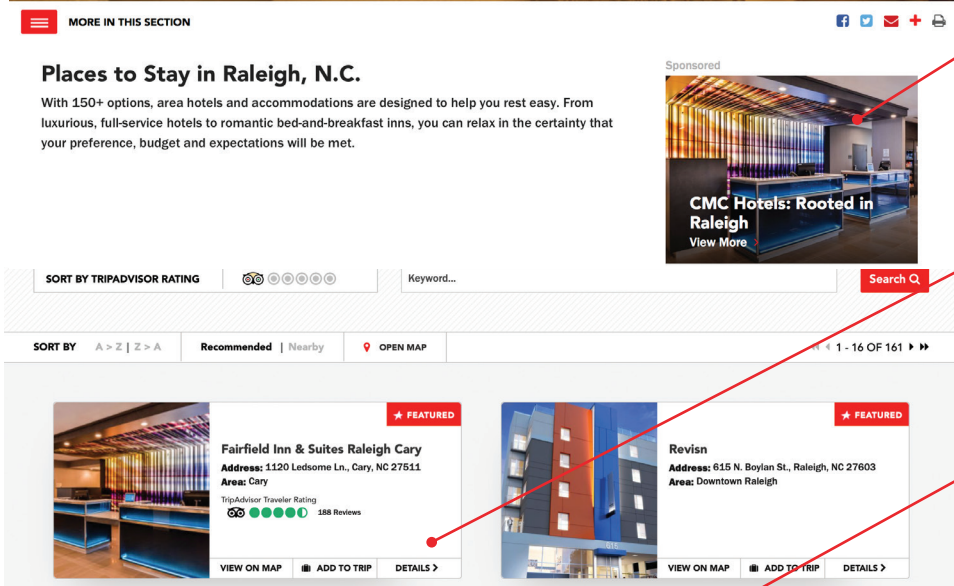 MORE IN THIS SECTION
Places to Stay in Raleigh, N.C.
With 150+ options, area hotels and accommodations are designed to help you rest easy. From
luxurious, full-service hotels to romantic bed-and-breakfast inns, you can relax in the certainty that
your preference, budget and expectations will be met.
Sponsored
CMC Hotels: Rooted in
Raleigh
View More
SORT BY TRIPADVISOR RATING
Keyword...
Search
SORT BY A > Z | Z > A Recommended | Nearby OPEN MAP 1 - 16 OF 161
FEATURED
Fairfield Inn & Suites Raleigh Cary
Address: 1120 Ledsome Ln., Cary, NC 27511
Area: Cary
TripAdvisor Traveler Rating
188 Reviews
VIEW ON MAP ADD TO TRIP DETAILS >
FEATURED
Revisn
Address: 615 N. Boylan St., Raleigh, NC 27603
Area: Downtown Raleigh
615
VIEW ON MAP ADD TO TRIP DETAILS >